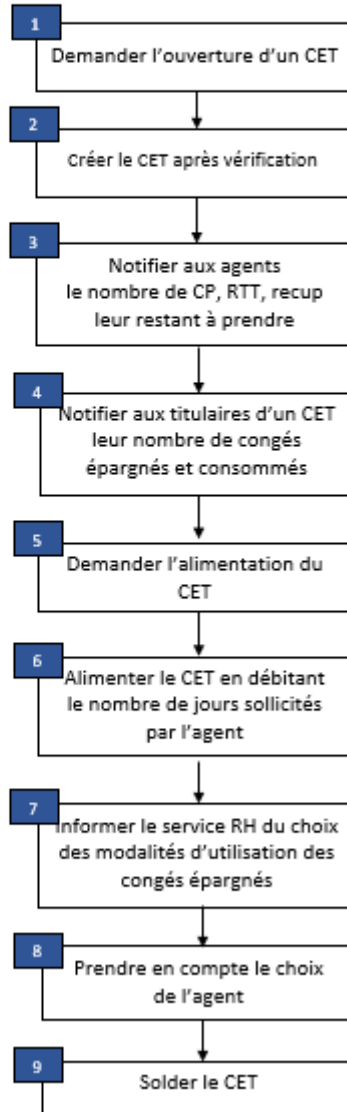 1
Demander l'ouverture d'un CET
2
Créer le CET après vérification
3
Notifier aux agents
le nombre de CP, RTT, recup
leur restant à prendre
4
Notifier aux titulaires d'un CET
leur nombre de congés
épargnés et consommés
5
Demander l'alimentation du
CET
6
Alimenter le CET en débitant
le nombre de jours sollicités
par l'agent
7
Informer le service RH du choix
des modalités d'utilisation des
congés épargnés
8
Prendre en compte le choix
de l'agent
9
Solder le CET